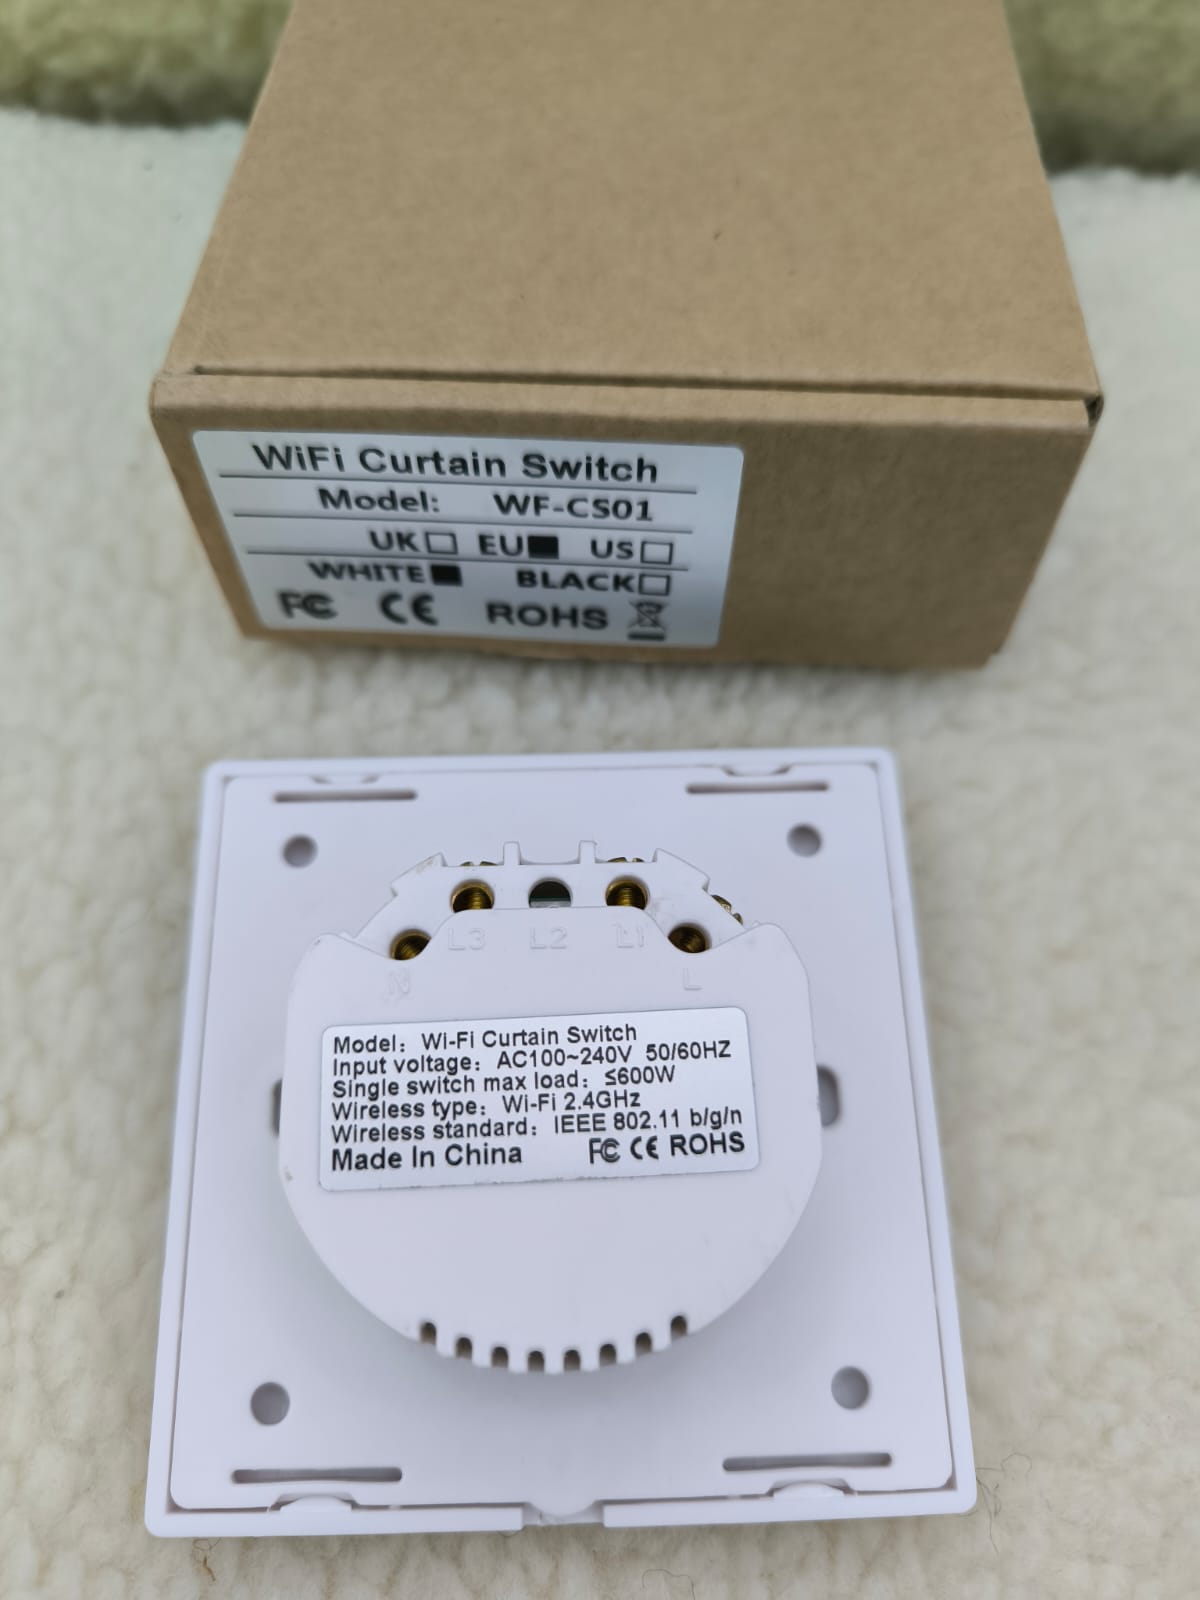 WiFi Curtain Switch
Model: WF-CS01
UK☐ EU■ US☐
WHITE■ BLACK☐
FC CE ROHS
L3 L2 L1
N L
Model：Wi-Fi Curtain Switch
Input voltage：AC100~240V 50/60HZ
Single switch max load：≤600W
Wireless type：Wi-Fi 2.4GHz
Wireless standard：IEEE 802.11 b/g/n
Made In China FC CE ROHS